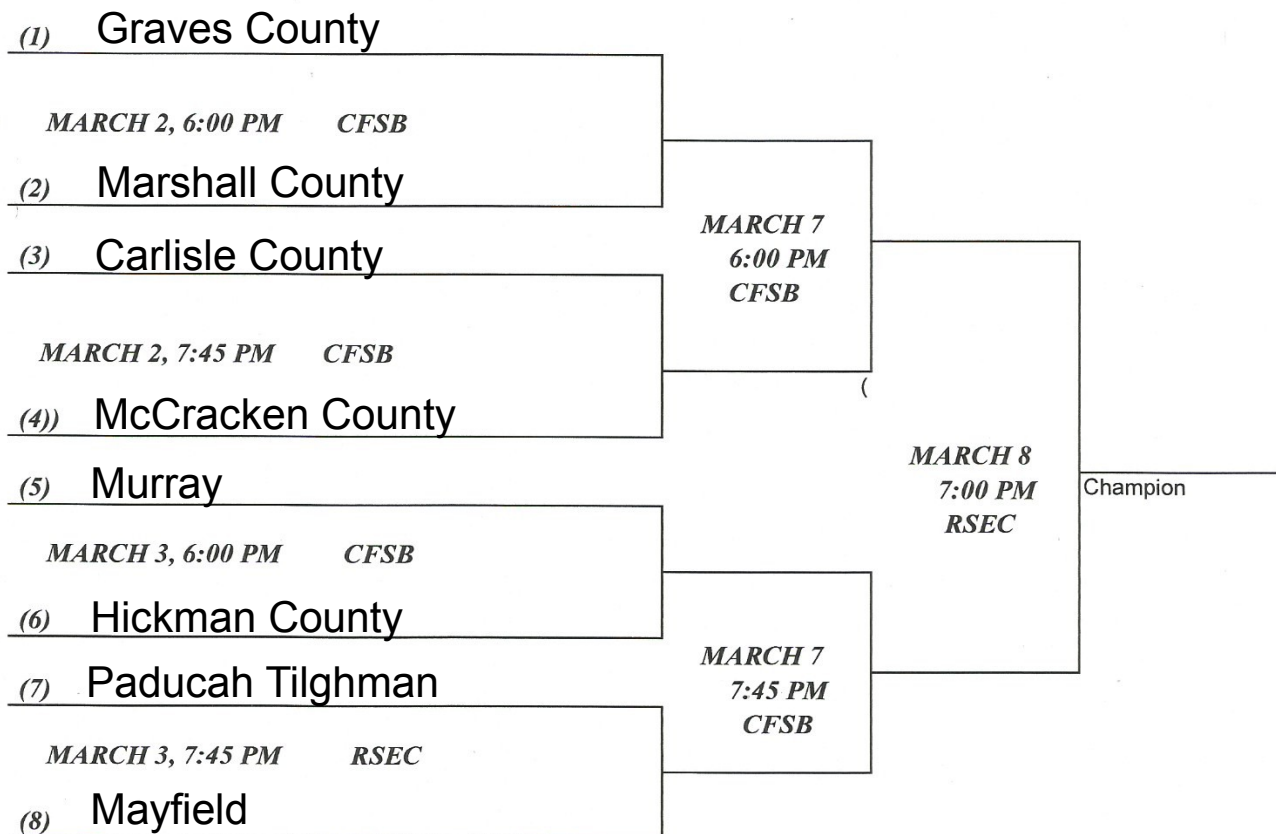 (1) Graves County
MARCH 2, 6:00 PM CFSB
(2) Marshall County
(3) Carlisle County
MARCH 2, 7:45 PM CFSB
(4)) McCracken County
(5) Murray
MARCH 3, 6:00 PM CFSB
(6) Hickman County
(7) Paducah Tilghman
MARCH 3, 7:45 PM RSEC
(8) Mayfield
MARCH 7
6:00 PM
CFSB
(
MARCH 7
7:45 PM
CFSB
MARCH 8
7:00 PM
RSEC
Champion